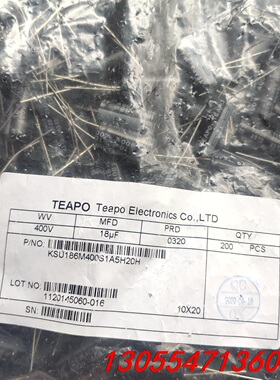 TEAPO Teapo Electronics Co.,LTD
WV MFD PRD QTY
400V 18µF 0320 200 PCS
P/NO: KSU186M400S1A5H20H
LOT NO: 1120145060-016
SN: 10X20
13055471360